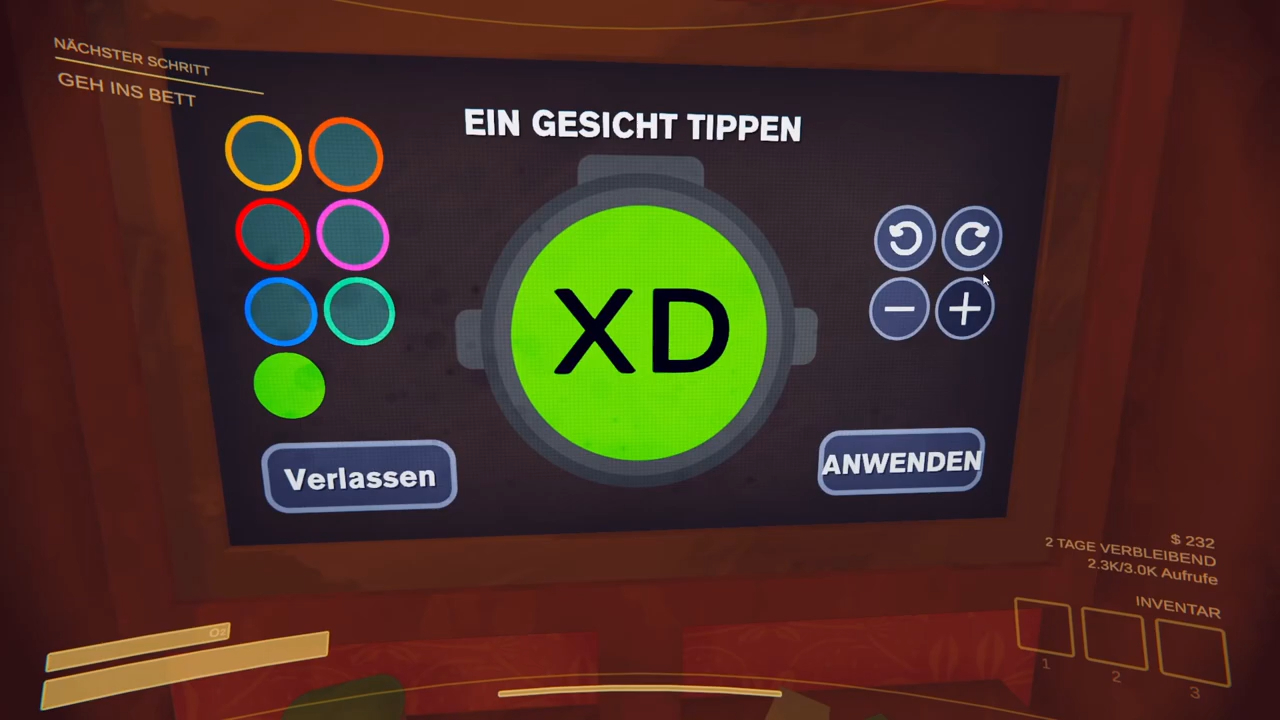 NÄCHSTER SCHRITT
GEH INS BETT
EIN GESICHT TIPPEN
XD
Verlassen
ANWENDEN
$ 232
2 TAGE VERBLEIBEND
2.3K/3.0K Aufrufe
INVENTAR
1
2
3
O2